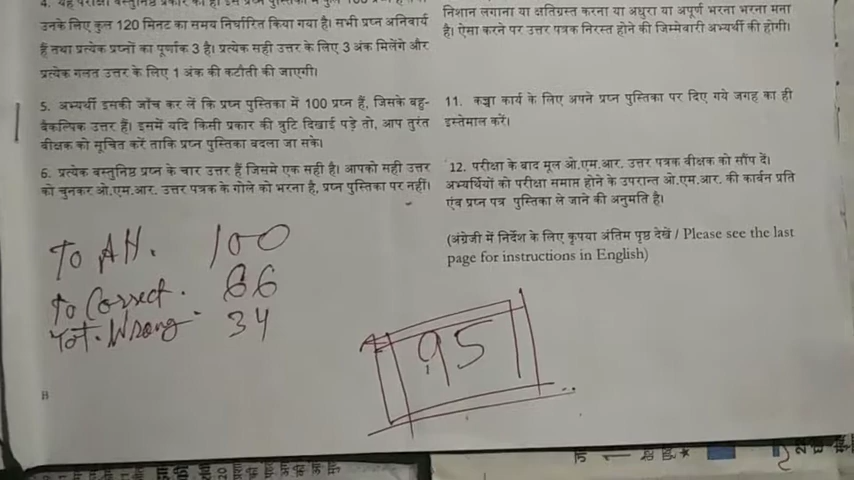 उनके लिए कुल 120 मिनट का समय निर्धारित किया गया है। सभी प्रश्न अनिवार्य
हैं तथा प्रत्येक प्रश्नों का पूर्णाक 3 है। प्रत्येक सही उत्तर के लिए 3 अंक मिलेंगे और
प्रत्येक गलत उत्तर के लिए 1 अंक की कटौती की जाएगी।
5. अभ्यर्थी इसकी जाँच कर लें कि प्रश्न पुस्तिका में 100 प्रश्न हैं, जिसके बहु-
वैकल्पिक उत्तर हैं। इसमें यदि किसी प्रकार की त्रुटि दिखाई पड़े तो, आप तुरंत
वीक्षक को सूचित करें ताकि प्रश्न पुस्तिका बदला जा सके।
6. प्रत्येक वस्तुनिष्ठ प्रश्न के चार उत्तर हैं जिसमे एक सही है। आपको सही उत्तर
को चुनकर ओ.एम.आर. उत्तर पत्रक के गोले को भरना है, प्रश्न पुस्तिका पर नहीं।
To Att. 100
To Correct. 66
Tot. Wrong 34
B
निशान लगाना या क्षतिग्रस्त करना या अधुरा या अपूर्ण भरना भरना मना
है। ऐसा करने पर उत्तर पत्रक निरस्त होने की जिम्मेवारी अभ्यर्थी की होगी।
11. कच्चा कार्य के लिए अपने प्रश्न पुस्तिका पर दिए गये जगह का ही
इस्तेमाल करें।
12. परीक्षा के बाद मूल ओ.एम.आर. उत्तर पत्रक वीक्षक को सौंप दें।
अभ्यर्थियों को परीक्षा समाप्त होने के उपरान्त ओ.एम.आर. की कार्बन प्रति
एंव प्रश्न पत्र पुस्तिका ले जाने की अनुमति है।
(अंग्रेजी में निर्देश के लिए कृपया अंतिम पृष्ठ देखें / Please see the last
page for instructions in English)
95